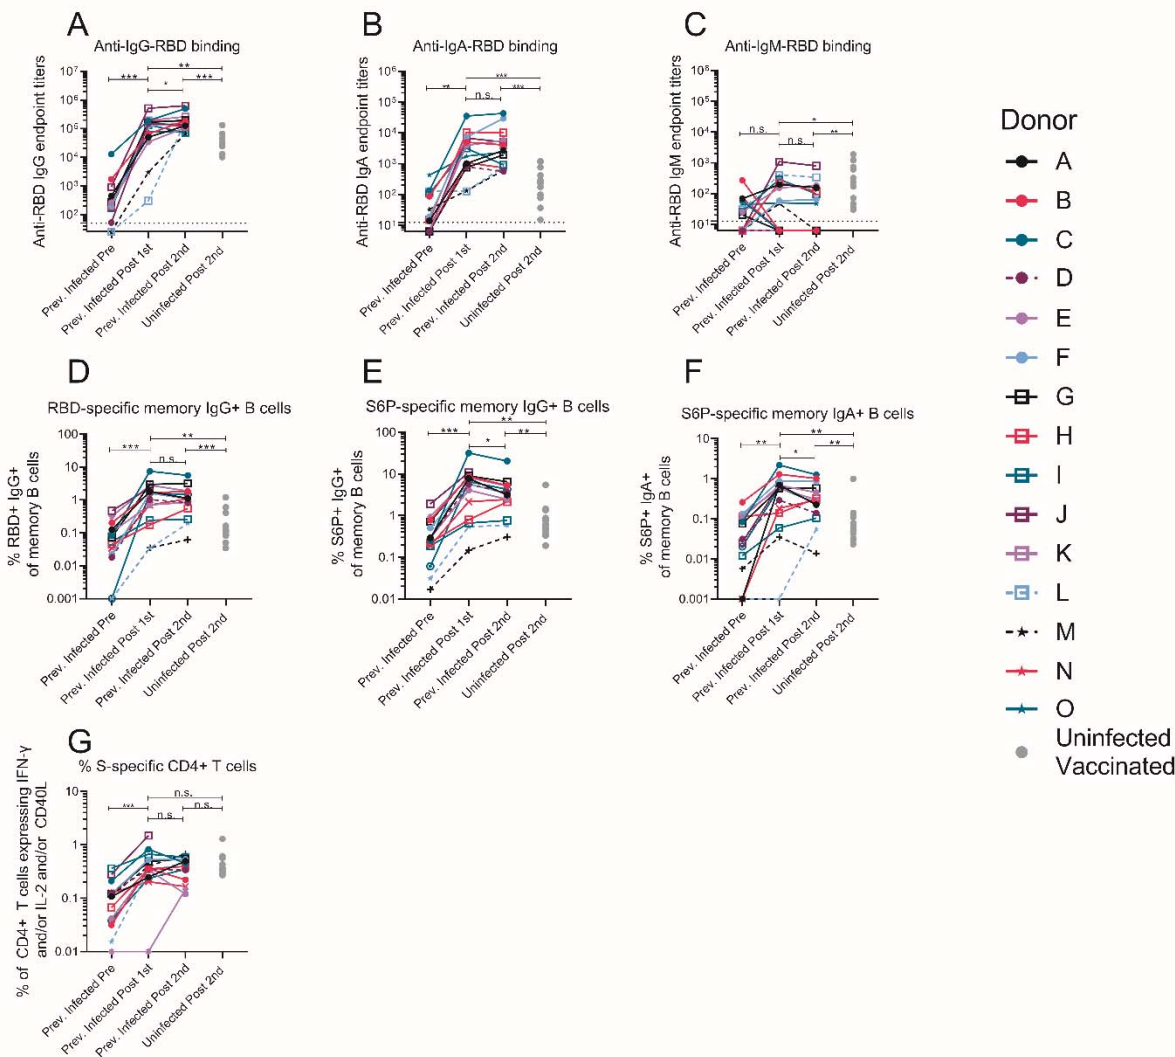 A
Anti-IgG-RBD binding
Anti-RBD IgG endpoint titers
10⁷
10⁶
10⁵
10⁴
10³
10²
***
**
*
***
Prev. Infected Pre
Prev. Infected Post 1st
Prev. Infected Post 2nd
Uninfected Post 2nd
B
Anti-IgA-RBD binding
Anti-RBD IgA endpoint titers
10⁶
10⁵
10⁴
10³
10²
10¹
**
***
n.s.
***
Prev. Infected Pre
Prev. Infected Post 1st
Prev. Infected Post 2nd
Uninfected Post 2nd
C
Anti-IgM-RBD binding
Anti-RBD IgM endpoint titers
10⁶
10⁵
10⁴
10³
10²
10¹
n.s.
*
n.s.
**
Prev. Infected Pre
Prev. Infected Post 1st
Prev. Infected Post 2nd
Uninfected Post 2nd
D
RBD-specific memory IgG+ B cells
% RBD+ IgG+
of memory B cells
100
10
1
0.1
0.01
0.001
***
**
n.s.
***
Prev. Infected Pre
Prev. Infected Post 1st
Prev. Infected Post 2nd
Uninfected Post 2nd
E
S6P-specific memory IgG+ B cells
% S6P+ IgG+
of memory B cells
100
10
1
0.1
0.01
***
**
*
**
Prev. Infected Pre
Prev. Infected Post 1st
Prev. Infected Post 2nd
Uninfected Post 2nd
F
S6P-specific memory IgA+ B cells
% S6P+ IgA+
of memory B cells
10
1
0.1
0.01
0.001
**
**
*
**
Prev. Infected Pre
Prev. Infected Post 1st
Prev. Infected Post 2nd
Uninfected Post 2nd
G
% S-specific CD4+ T cells
% of CD4+ T cells expressing IFN-γ
and/or IL-2 and/or CD40L
10
1
0.1
0.01
***
n.s.
n.s.
n.s.
Prev. Infected Pre
Prev. Infected Post 1st
Prev. Infected Post 2nd
Uninfected Post 2nd
Donor
A
B
C
D
E
F
G
H
I
J
K
L
M
N
O
Uninfected
Vaccinated